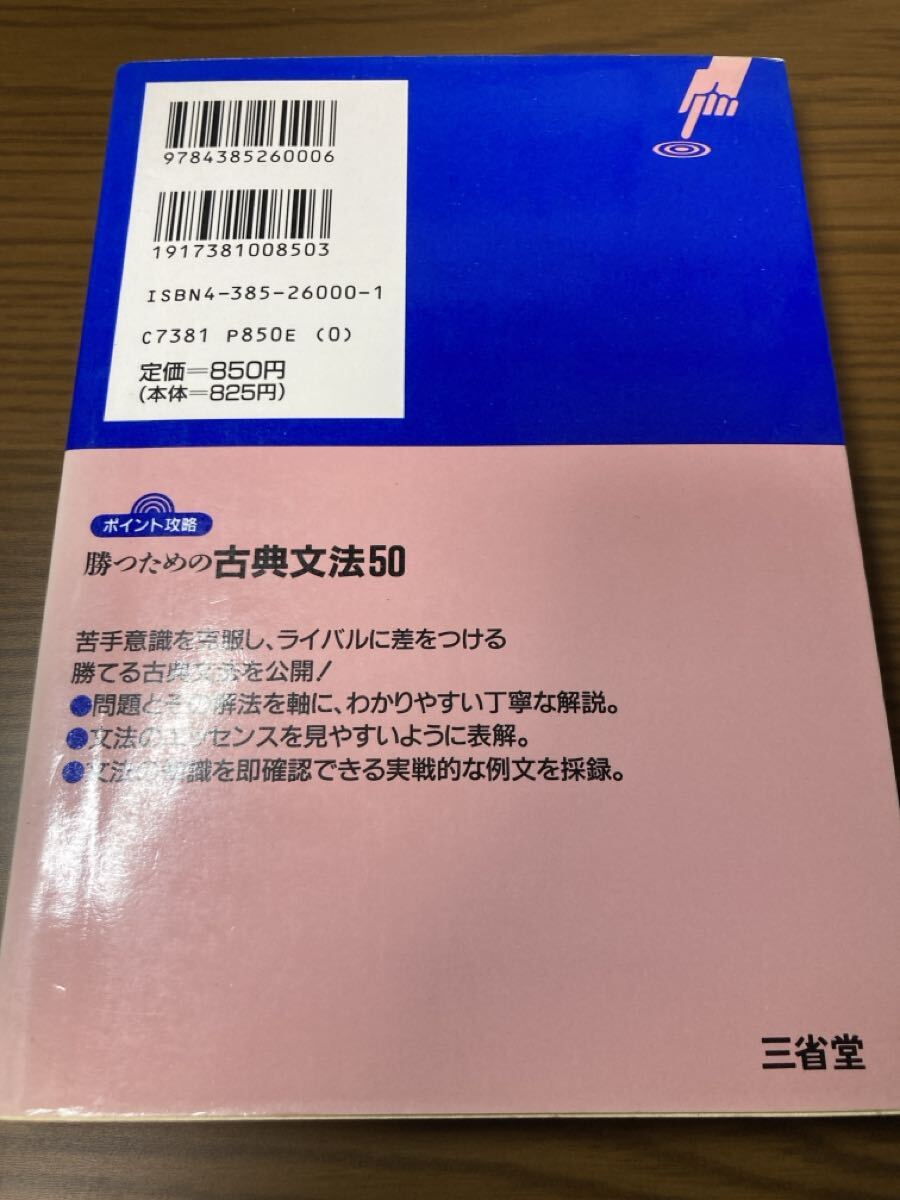 9784385260006
1917381008503
ISBN4-385-26000-1
C7381 P850E (0)
定価=850円
(本体=825円)
ポイント攻略
勝つための古典文法50
苦手意識を克服し、ライバルに差をつける
勝てる古典文法を公開!
●問題とその解法を軸に、わかりやすい丁寧な解説。
●文法のエッセンスを見やすいように表解。
●文法の知識を即確認できる実戦的な例文を採録。
三省堂